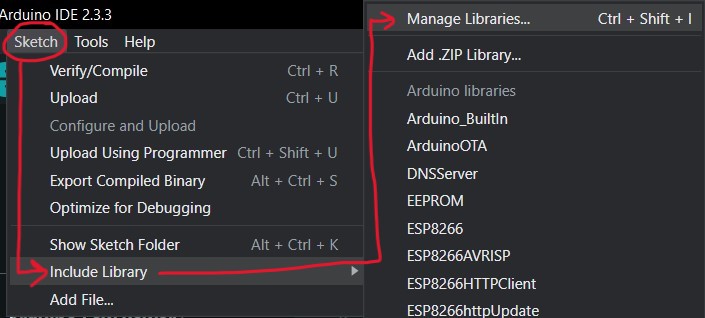 Arduino IDE 2.3.3
Sketch Tools Help
Verify/Compile Ctrl + R
Upload Ctrl + U
Configure and Upload
Upload Using Programmer Ctrl + Shift + U
Export Compiled Binary Alt + Ctrl + S
Optimize for Debugging
Show Sketch Folder Alt + Ctrl + K
Include Library
Add File...
Manage Libraries... Ctrl + Shift + I
Add .ZIP Library...
Arduino libraries
Arduino_BuiltIn
ArduinoOTA
DNSServer
EEPROM
ESP8266
ESP8266AVRISP
ESP8266HTTPClient
ESP8266httpUpdate